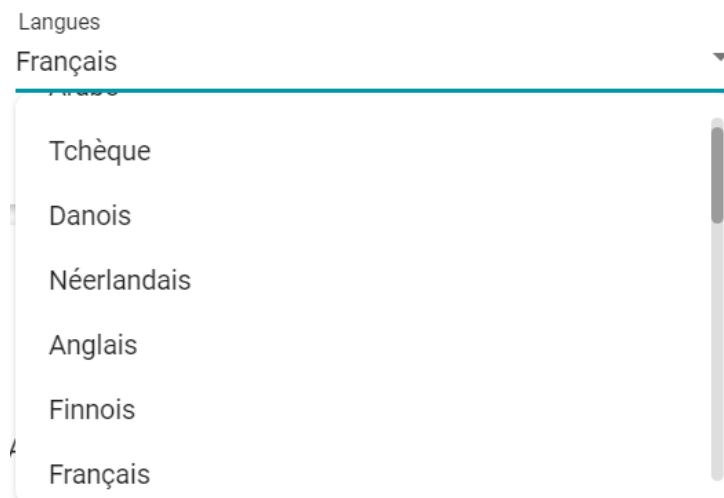 Langues
Français
Tchèque
Danois
Néerlandais
Anglais
Finnois
Français